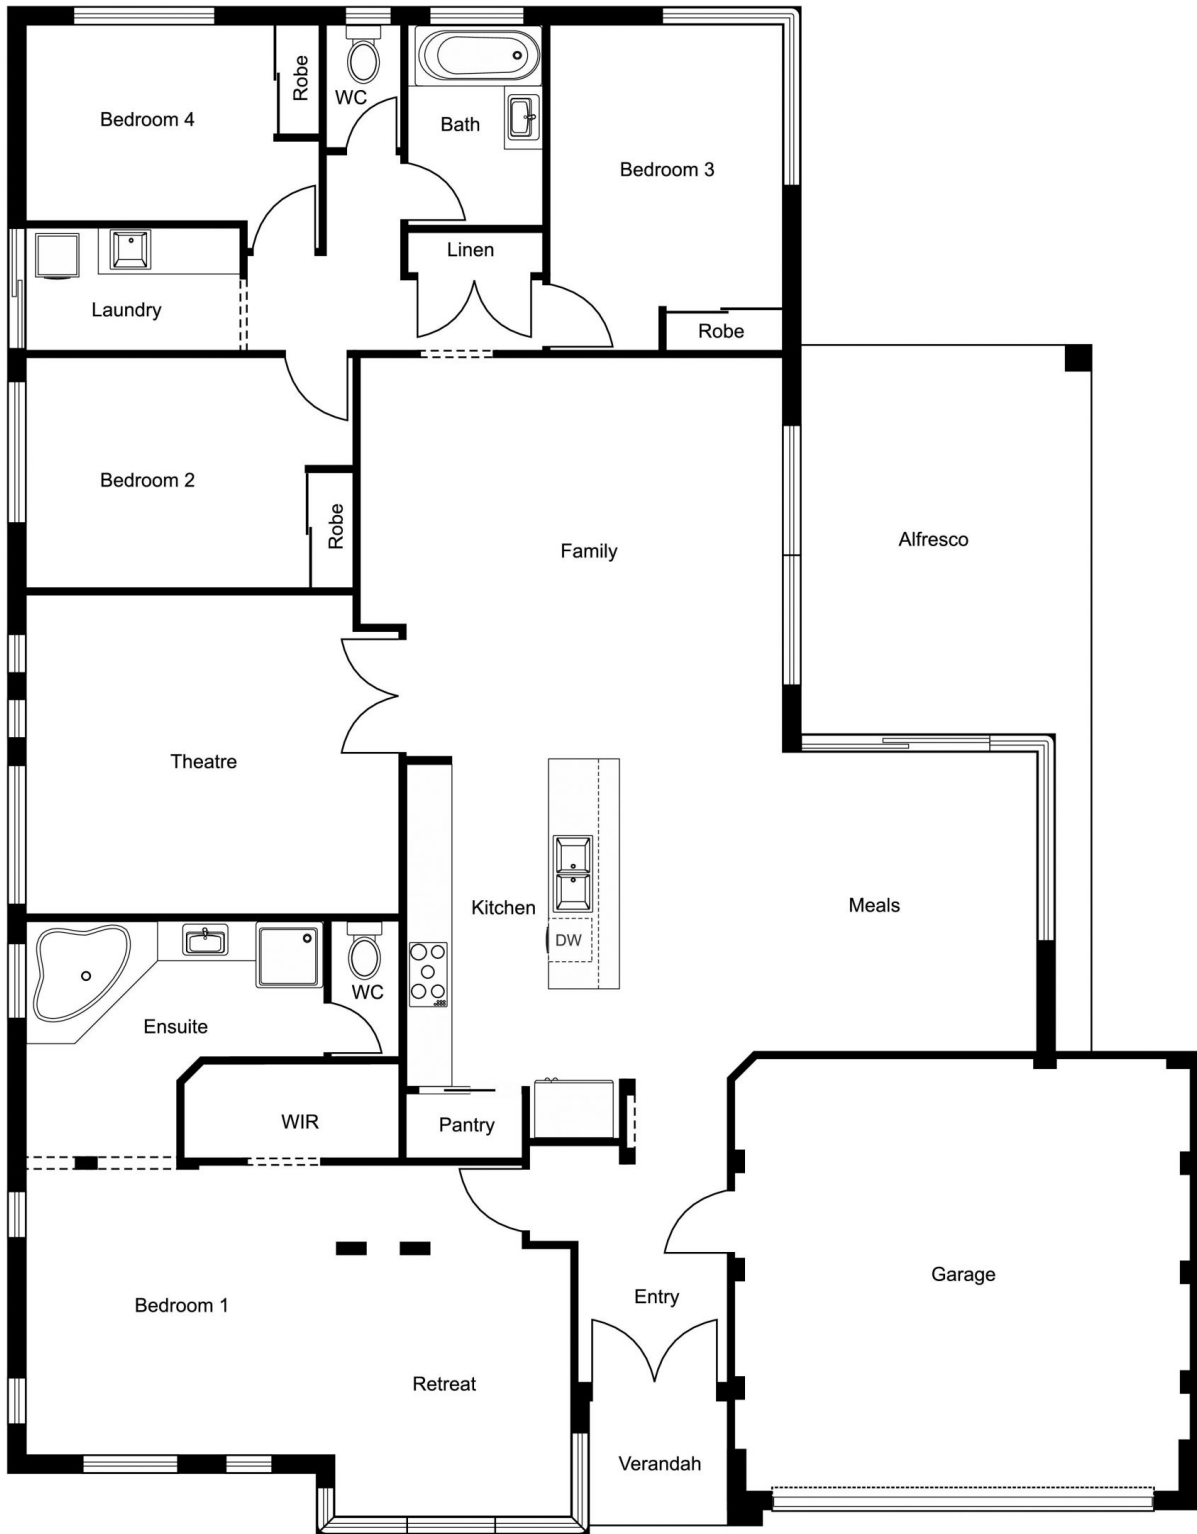 Robe
WC
Bedroom 4
Bath
Bedroom 3
Linen
Laundry
Robe
Bedroom 2
Robe
Family
Alfresco
Theatre
Kitchen
Meals
DW
WC
Ensuite
WIR
Pantry
Garage
Entry
Bedroom 1
Retreat
Verandah